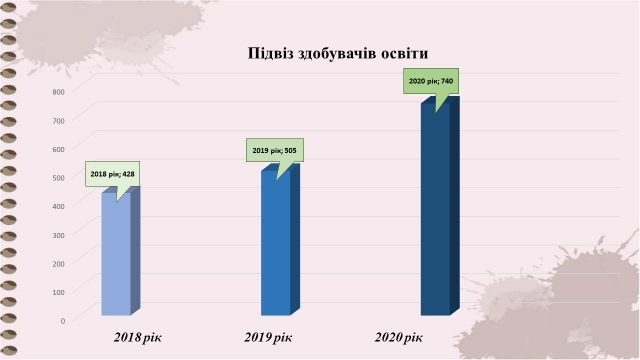 Підвіз здобувачів освіти
2020 рік; 740
800
700
2019 рік; 505
600
2018 рік; 428
500
400
300
200
100
0
2018 рік
2019 рік
2020 рік